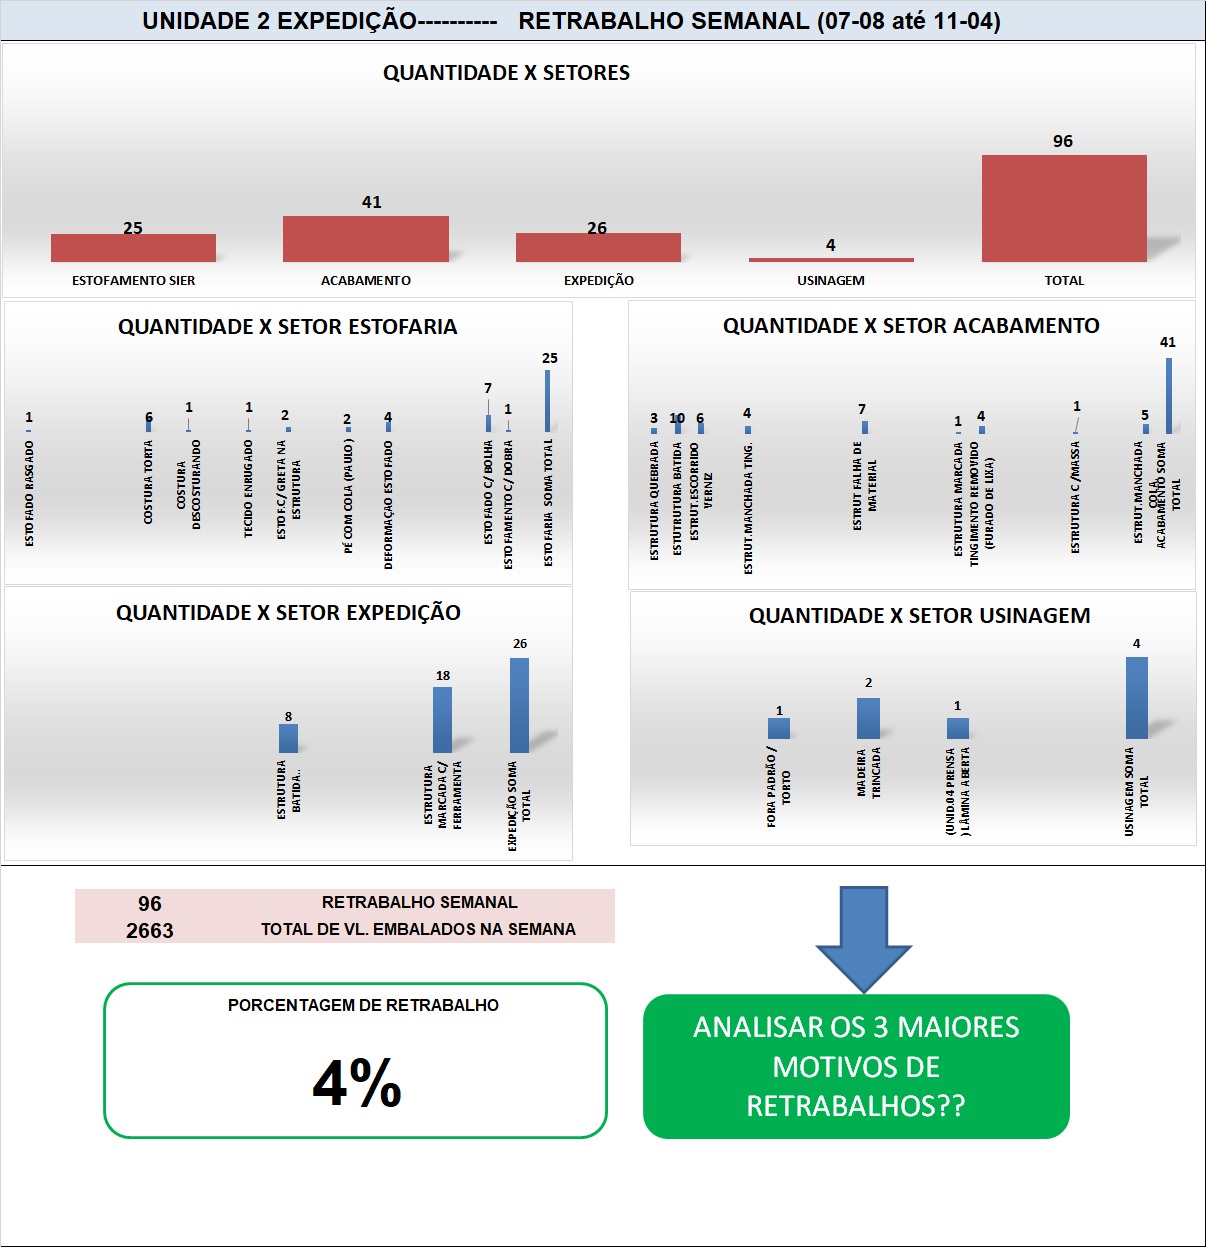 UNIDADE 2 EXPEDIÇÃO---------- RETRABALHO SEMANAL (07-08 até 11-04)
QUANTIDADE X SETORES
25
41
26
4
96
ESTOFAMENTO SIER
ACABAMENTO
EXPEDIÇÃO
USINAGEM
TOTAL
QUANTIDADE X SETOR ESTOFARIA
1
6
1
1
2
2
4
7
1
25
ESTOFADO RASGADO
COSTURA TORTA
COSTURA
DESCOSTURANDO
TECIDO ENRUGADO
ESTOF.C/ GRETA NA
ESTRUTURA
PÉ COM COLA (PAULO)
DEFORMAÇAO ESTOFADO
ESTOFADO C/ BOLHA
ESTOFAMENTO C/ DOBRA
ESTOFARIA SOMA TOTAL
QUANTIDADE X SETOR ACABAMENTO
3
10
6
4
7
1
4
1
5
41
ESTRUTURA QUEBRADA
ESTUTRUTURA BATIDA
ESTRUT.ESCORRIDO
VERNIZ
ESTRUT.MANCHADA TING.
ESTRUT FALHA DE
MATERIAL
ESTRUTURA MARCADA
TINGIMENTO REMOVIDO
(FURADO DE LIXA)
ESTRUTURA C /MASSA
ESTRUT.MANCHADA
COLA
ACABAMENTO SOMA
TOTAL
QUANTIDADE X SETOR EXPEDIÇÃO
8
18
26
ESTRUTURA
BATIDA..
ESTRUTURA
MARCADA C/
FERRAMENTA
EXPEDIÇÃO SOMA
TOTAL
QUANTIDADE X SETOR USINAGEM
1
2
1
4
FORA PADRÃO /
TORTO
MADEIRA
TRINCADA
(UNID.04 PRENSA
) LÂMINA ABERTA
USINAGEM SOMA
TOTAL
96 RETRABALHO SEMANAL
2663 TOTAL DE VL. EMBALADOS NA SEMANA
PORCENTAGEM DE RETRABALHO
4%
ANALISAR OS 3 MAIORES
MOTIVOS DE
RETRABALHOS??